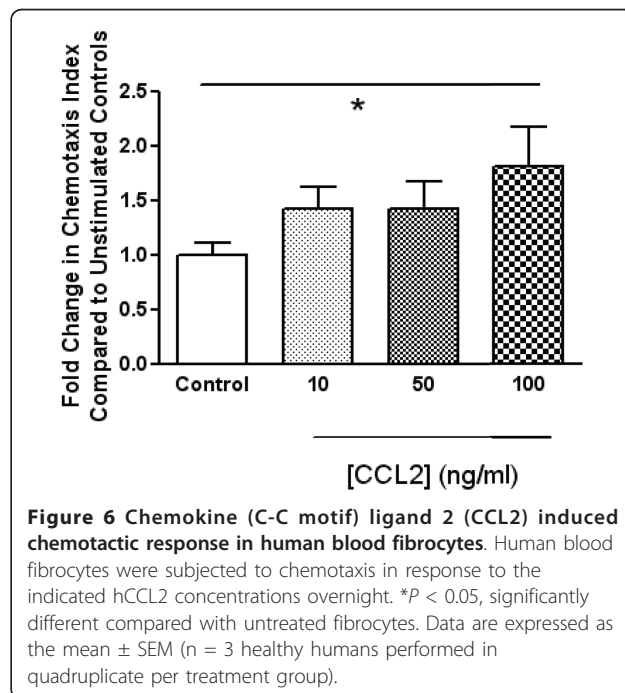 Fold Change in Chemotaxis Index
Compared to Unstimulated Controls
2.5
2.0
1.5
1.0
0.5
0.0
*
Control 10 50 100
[CCL2] (ng/ml)
Figure 6 Chemokine (C-C motif) ligand 2 (CCL2) induced
chemotactic response in human blood fibrocytes. Human blood
fibrocytes were subjected to chemotaxis in response to the
indicated hCCL2 concentrations overnight. *P < 0.05, significantly
different compared with untreated fibrocytes. Data are expressed as
the mean ± SEM (n = 3 healthy humans performed in
quadruplicate per treatment group).